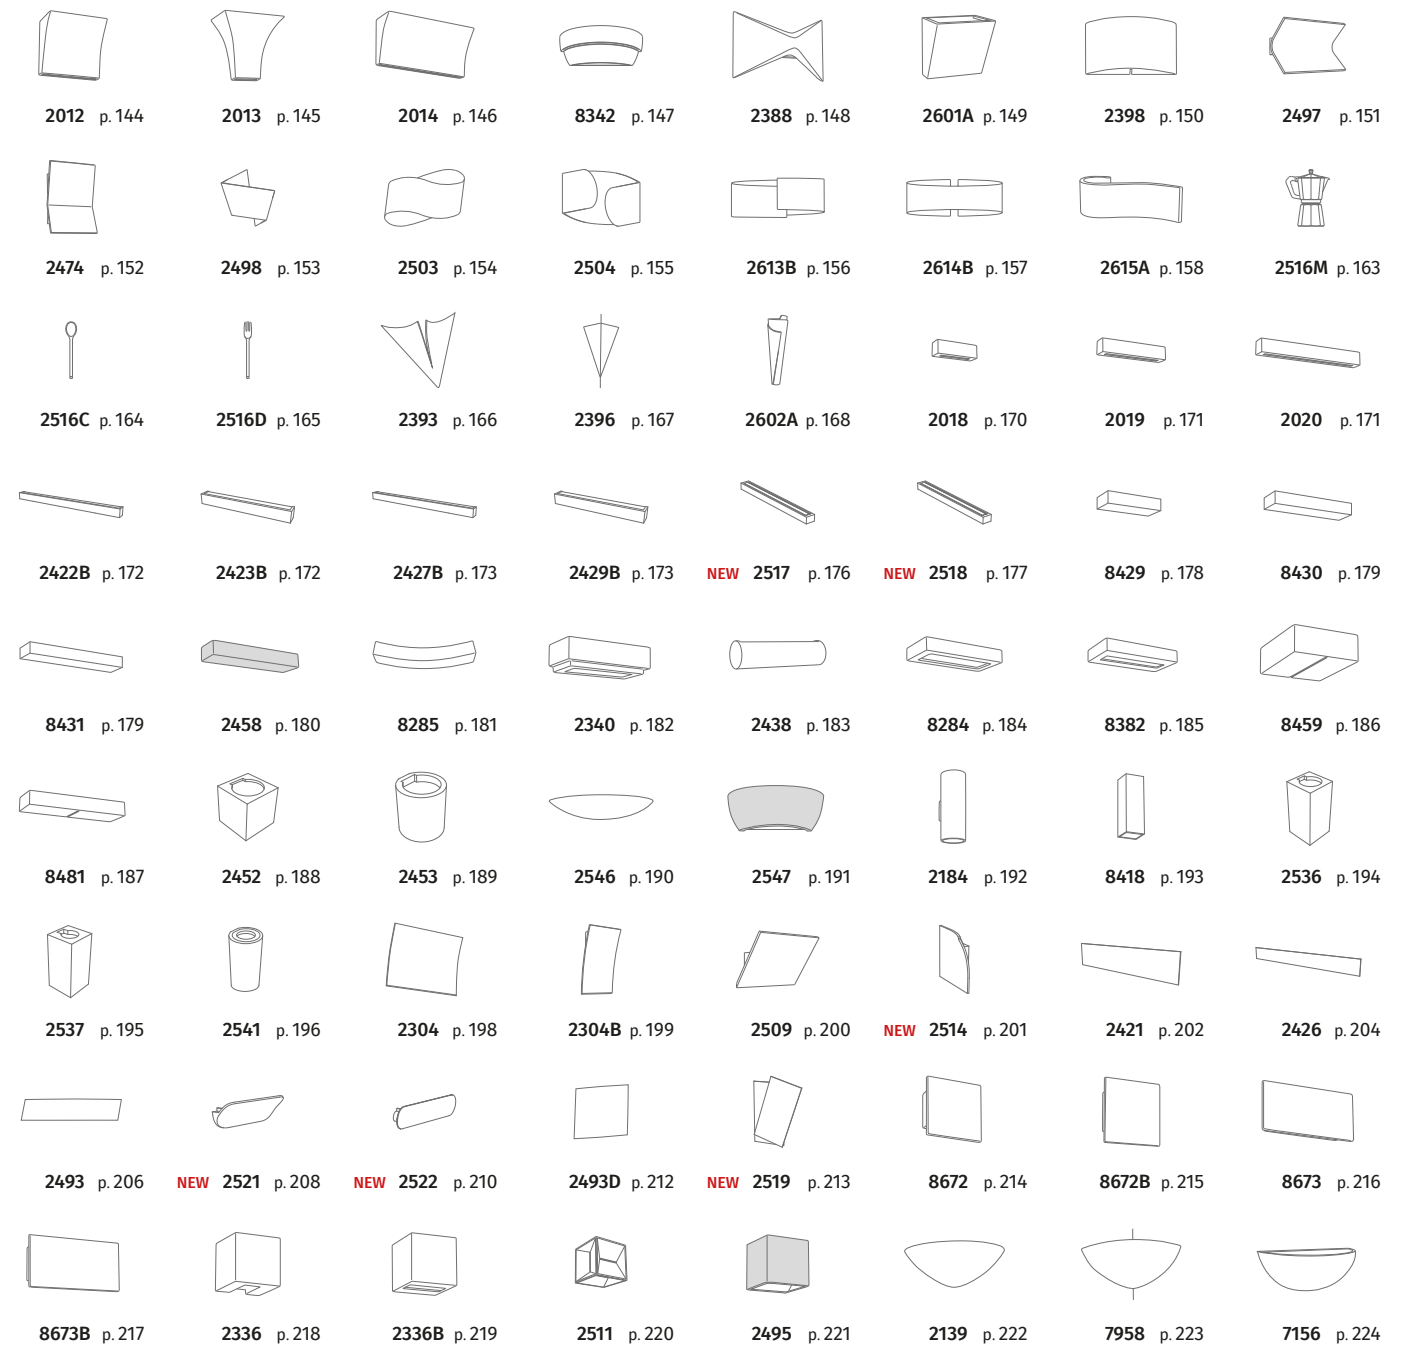 2012 p. 144 2013 p. 145 2014 p. 146 8342 p. 147 2388 p. 148 2601A p. 149 2398 p. 150 2497 p. 151
2474 p. 152 2498 p. 153 2503 p. 154 2504 p. 155 2613B p. 156 2614B p. 157 2615A p. 158 2516M p. 163
2516C p. 164 2516D p. 165 2393 p. 166 2396 p. 167 2602A p. 168 2018 p. 170 2019 p. 171 2020 p. 171
2422B p. 172 2423B p. 172 2427B p. 173 2429B p. 173 NEW 2517 p. 176 NEW 2518 p. 177 8429 p. 178 8430 p. 179
8431 p. 179 2458 p. 180 8285 p. 181 2340 p. 182 2438 p. 183 8284 p. 184 8382 p. 185 8459 p. 186
8481 p. 187 2452 p. 188 2453 p. 189 2546 p. 190 2547 p. 191 2184 p. 192 8418 p. 193 2536 p. 194
2537 p. 195 2541 p. 196 2304 p. 198 2304B p. 199 2509 p. 200 NEW 2514 p. 201 2421 p. 202 2426 p. 204
2493 p. 206 NEW 2521 p. 208 NEW 2522 p. 210 2493D p. 212 NEW 2519 p. 213 8672 p. 214 8672B p. 215 8673 p. 216
8673B p. 217 2336 p. 218 2336B p. 219 2511 p. 220 2495 p. 221 2139 p. 222 7958 p. 223 7156 p. 224